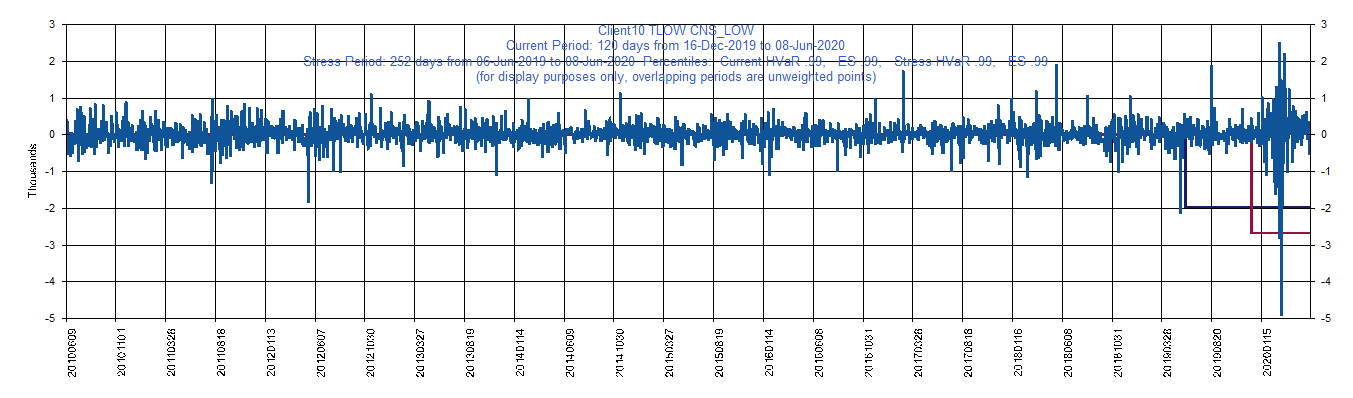 Client10 TLOW CNS_LOW
Current Period: 120 days from 16-Dec-2019 to 08-Jun-2020
Stress Period: 252 days from 06-Jun-2019 to 08-Jun-2020 Percentiles: Current HVaR .99, ES .99, Stress HVaR .99, ES .99
(for display purposes only, overlapping periods are unweighted points)
3 3
2 2
1 1
0 0
Thousands
-1 -1
-2 -2
-3 -3
-4 -4
-5 -5
20100609 20101101 20110328 20110818 20120113 20120607 20121030 20130327 20130819 20140114 20140609 20141030 20150327 20150819 20160114 20160608 20161031 20170328 20170818 20180116 20180608 20181031 20190328 20190820 20200115